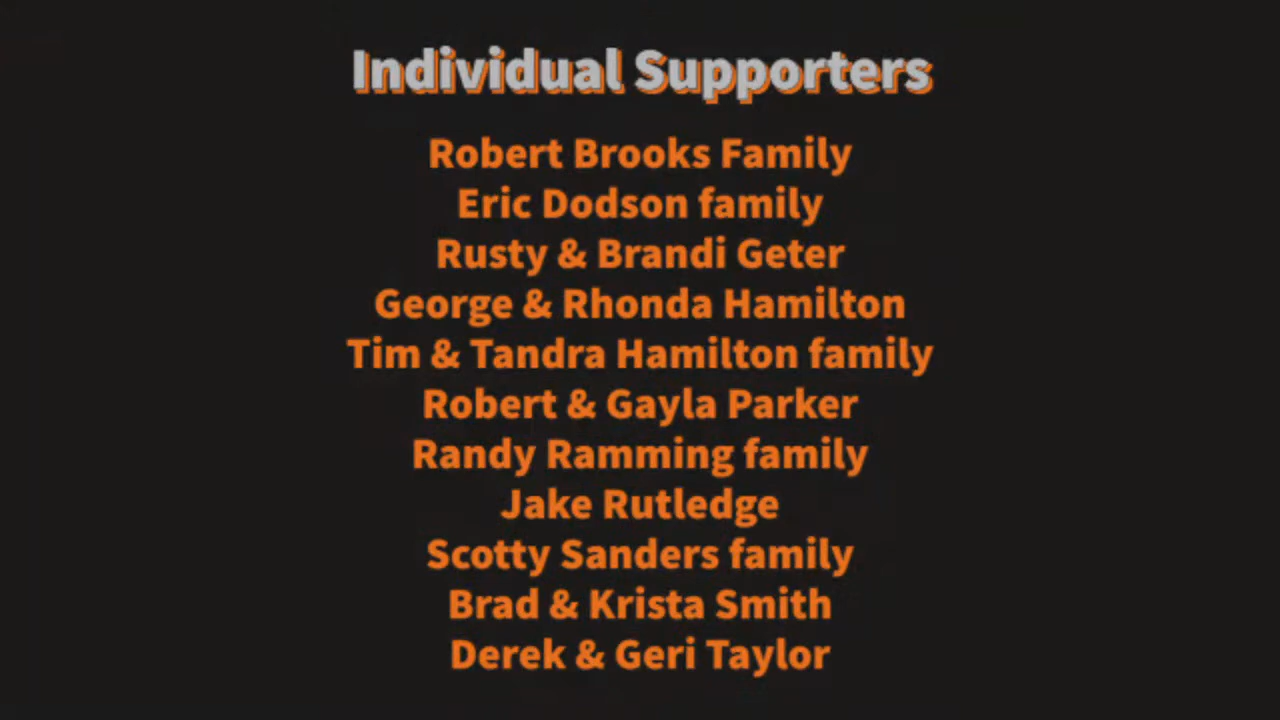 Individual Supporters
Robert Brooks Family
Eric Dodson family
Rusty & Brandi Geter
George & Rhonda Hamilton
Tim & Tandra Hamilton family
Robert & Gayla Parker
Randy Ramming family
Jake Rutledge
Scotty Sanders family
Brad & Krista Smith
Derek & Geri Taylor